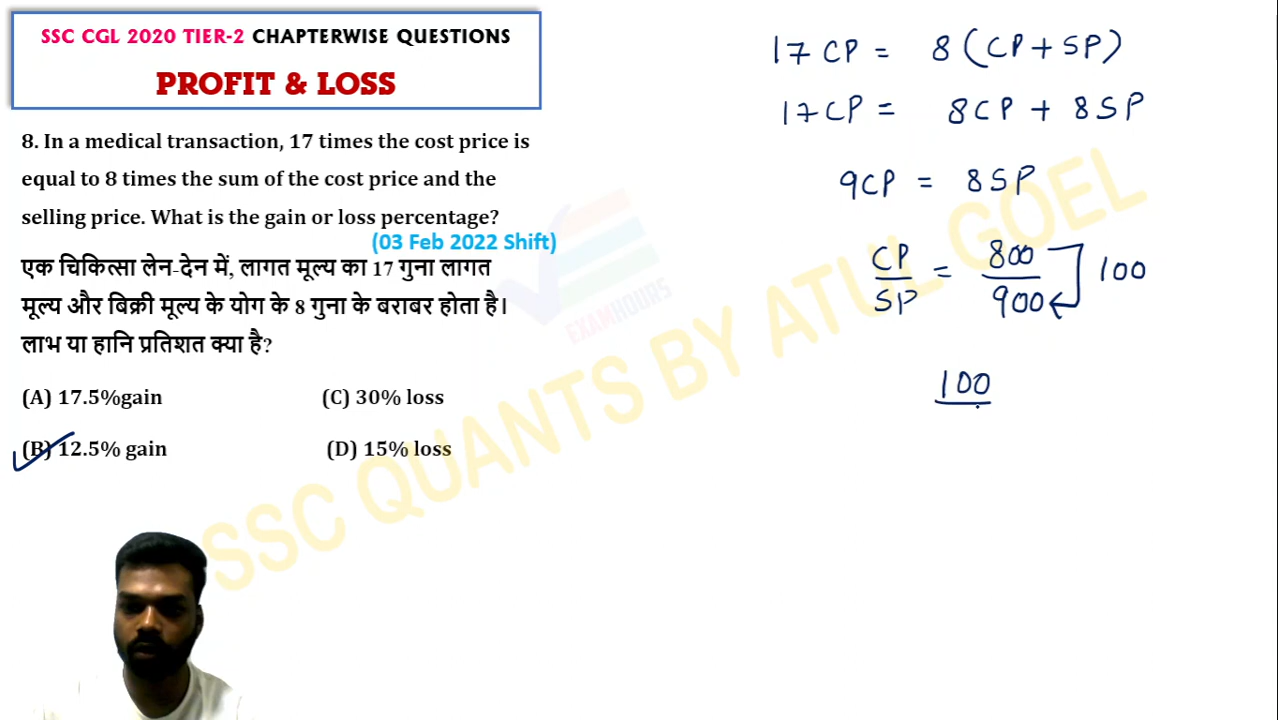 SSC CGL 2020 TIER-2 CHAPTERWISE QUESTIONS
PROFIT & LOSS
8. In a medical transaction, 17 times the cost price is
equal to 8 times the sum of the cost price and the
selling price. What is the gain or loss percentage?
(03 Feb 2022 Shift)
एक चिकित्सा लेन-देन में, लागत मूल्य का 17 गुना लागत
मूल्य और बिक्री मूल्य के योग के 8 गुना के बराबर होता है।
लाभ या हानि प्रतिशत क्या है?
(A) 17.5%gain (C) 30% loss
(B) 12.5% gain (D) 15% loss
17 CP = 8 (CP + SP)
17CP = 8CP + 8SP
9CP = 8SP
CP/SP = 800/900 100
100
SSC QUANTS BY ATUL GOEL
EXAMHOURS